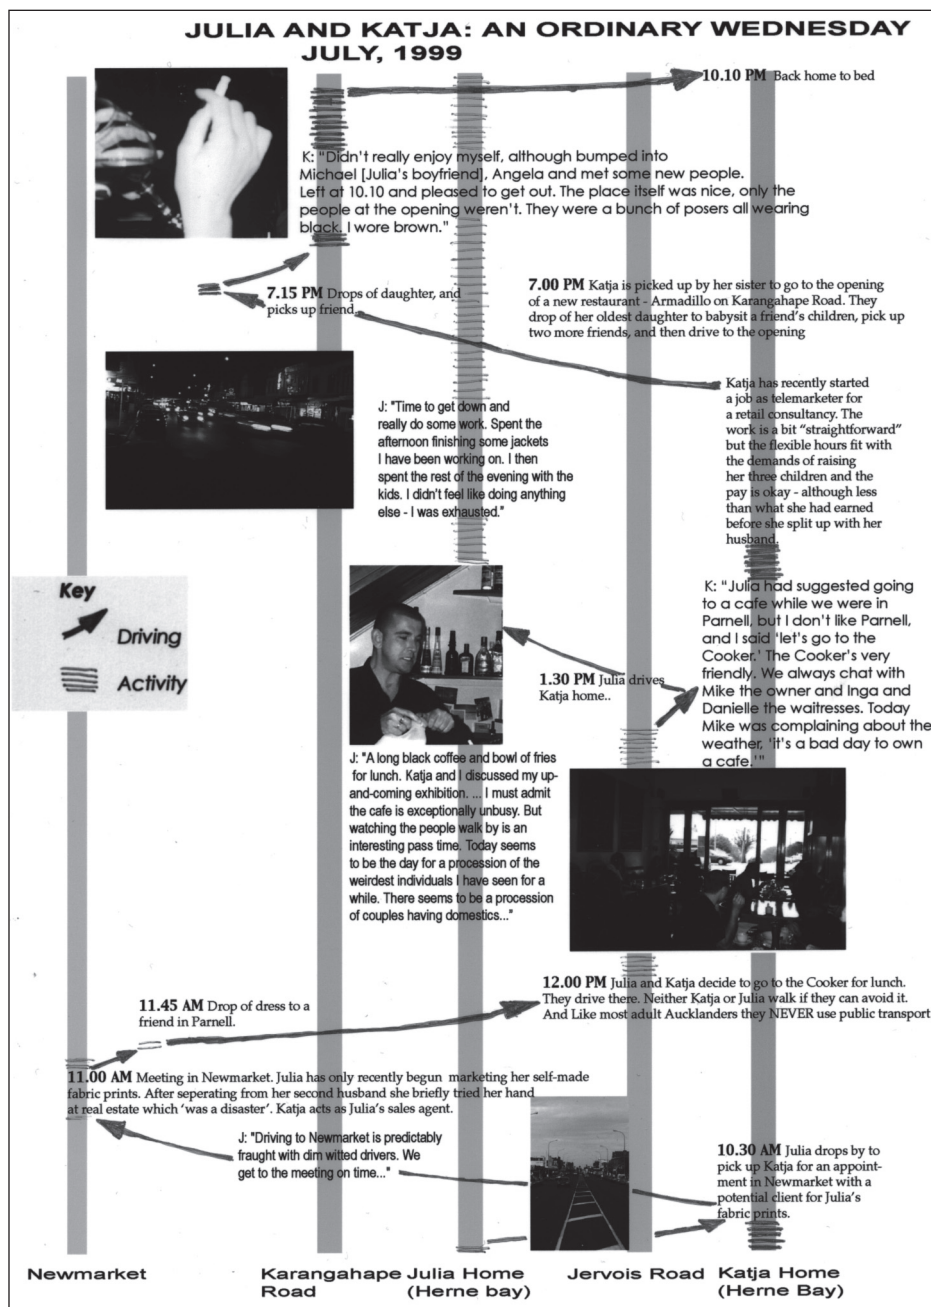 JULIA AND KATJA: AN ORDINARY WEDNESDAY
JULY, 1999
10.10 PM Back home to bed
K: "Didn't really enjoy myself, although bumped into
Michael [Julia's boyfriend], Angela and met some new people.
Left at 10.10 and pleased to get out. The place itself was nice, only the
people at the opening weren't. They were a bunch of posers all wearing
black. I wore brown."
7.15 PM Drops of daughter, and
picks up friend
7.00 PM Katja is picked up by her sister to go to the opening
of a new restaurant - Armadillo on Karangahape Road. They
drop of her oldest daughter to babysit a friend's children, pick up
two more friends, and then drive to the opening
Katja has recently started
a job as telemarketer for
a retail consultancy. The
work is a bit "straightforward"
but the flexible hours fit with
the demands of raising
her three children and the
pay is okay - although less
than what she had earned
before she split up with her
husband.
J: "Time to get down and
really do some work. Spent the
afternoon finishing some jackets
I have been working on. I then
spent the rest of the evening with the
kids. I didn't feel like doing anything
else - I was exhausted."
Key
Driving
Activity
K: "Julia had suggested going
to a cafe while we were in
Parnell, but I don't like Parnell,
and I said 'let's go to the
Cooker.' The Cooker's very
friendly. We always chat with
Mike the owner and Inga and
Danielle the waitresses. Today
Mike was complaining about the
weather, 'it's a bad day to own
a cafe.'"
1.30 PM Julia drives
Katja home..
J: "A long black coffee and bowl of fries
for lunch. Katja and I discussed my up-
and-coming exhibition. ... I must admit
the cafe is exceptionally unbusy. But
watching the people walk by is an
interesting pass time. Today seems
to be the day for a procession of the
weirdest individuals I have seen for a
while. There seems to be a procession
of couples having domestics..."
12.00 PM Julia and Katja decide to go to the Cooker for lunch.
They drive there. Neither Katja or Julia walk if they can avoid it.
And Like most adult Aucklanders they NEVER use public transport
11.45 AM Drop of dress to a
friend in Parnell.
11.00 AM Meeting in Newmarket. Julia has only recently begun marketing her self-made
fabric prints. After seperating from her second husband she briefly tried her hand
at real estate which 'was a disaster'. Katja acts as Julia's sales agent.
J: "Driving to Newmarket is predictably
fraught with dim witted drivers. We
get to the meeting on time..."
10.30 AM Julia drops by to
pick up Katja for an appoint-
ment in Newmarket with a
potential client for Julia's
fabric prints.
Newmarket
Karangahape
Road
Julia Home
(Herne bay)
Jervois Road
Katja Home
(Herne Bay)